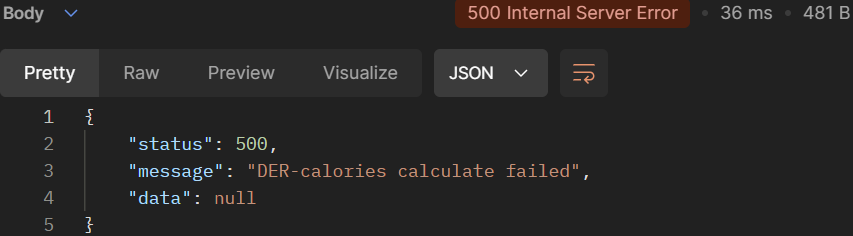 Body 500 Internal Server Error • 36 ms • 481 B
Pretty Raw Preview Visualize JSON
1 {
2 "status": 500,
3 "message": "DER-calories calculate failed",
4 "data": null
5 }